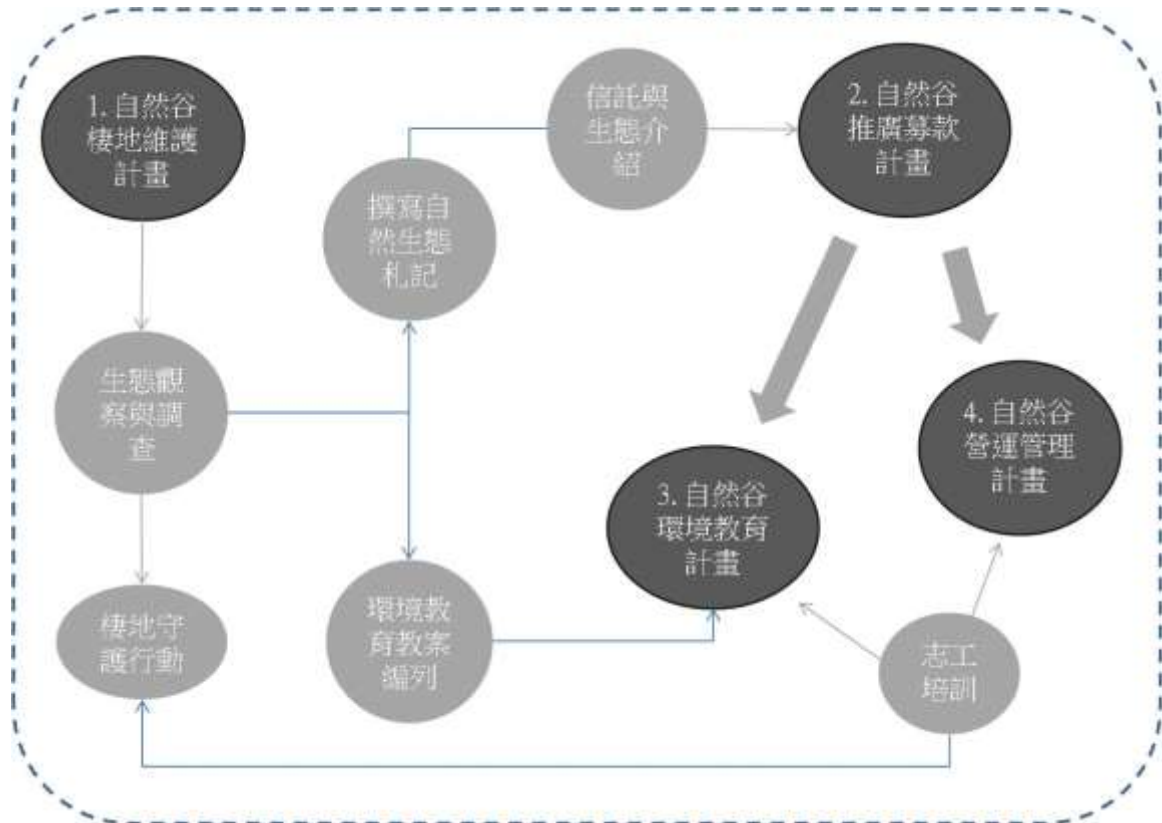 1. 自然谷
棲地維護
計畫
信託與
生態介
紹
2. 自然谷
推廣募款
計畫
撰寫自
然生態
札記
生態觀
察與調
查
3. 自然谷
環境教育
計畫
4. 自然谷
營運管理
計畫
棲地守
護行動
環境教
育教案
編列
志工
培訓